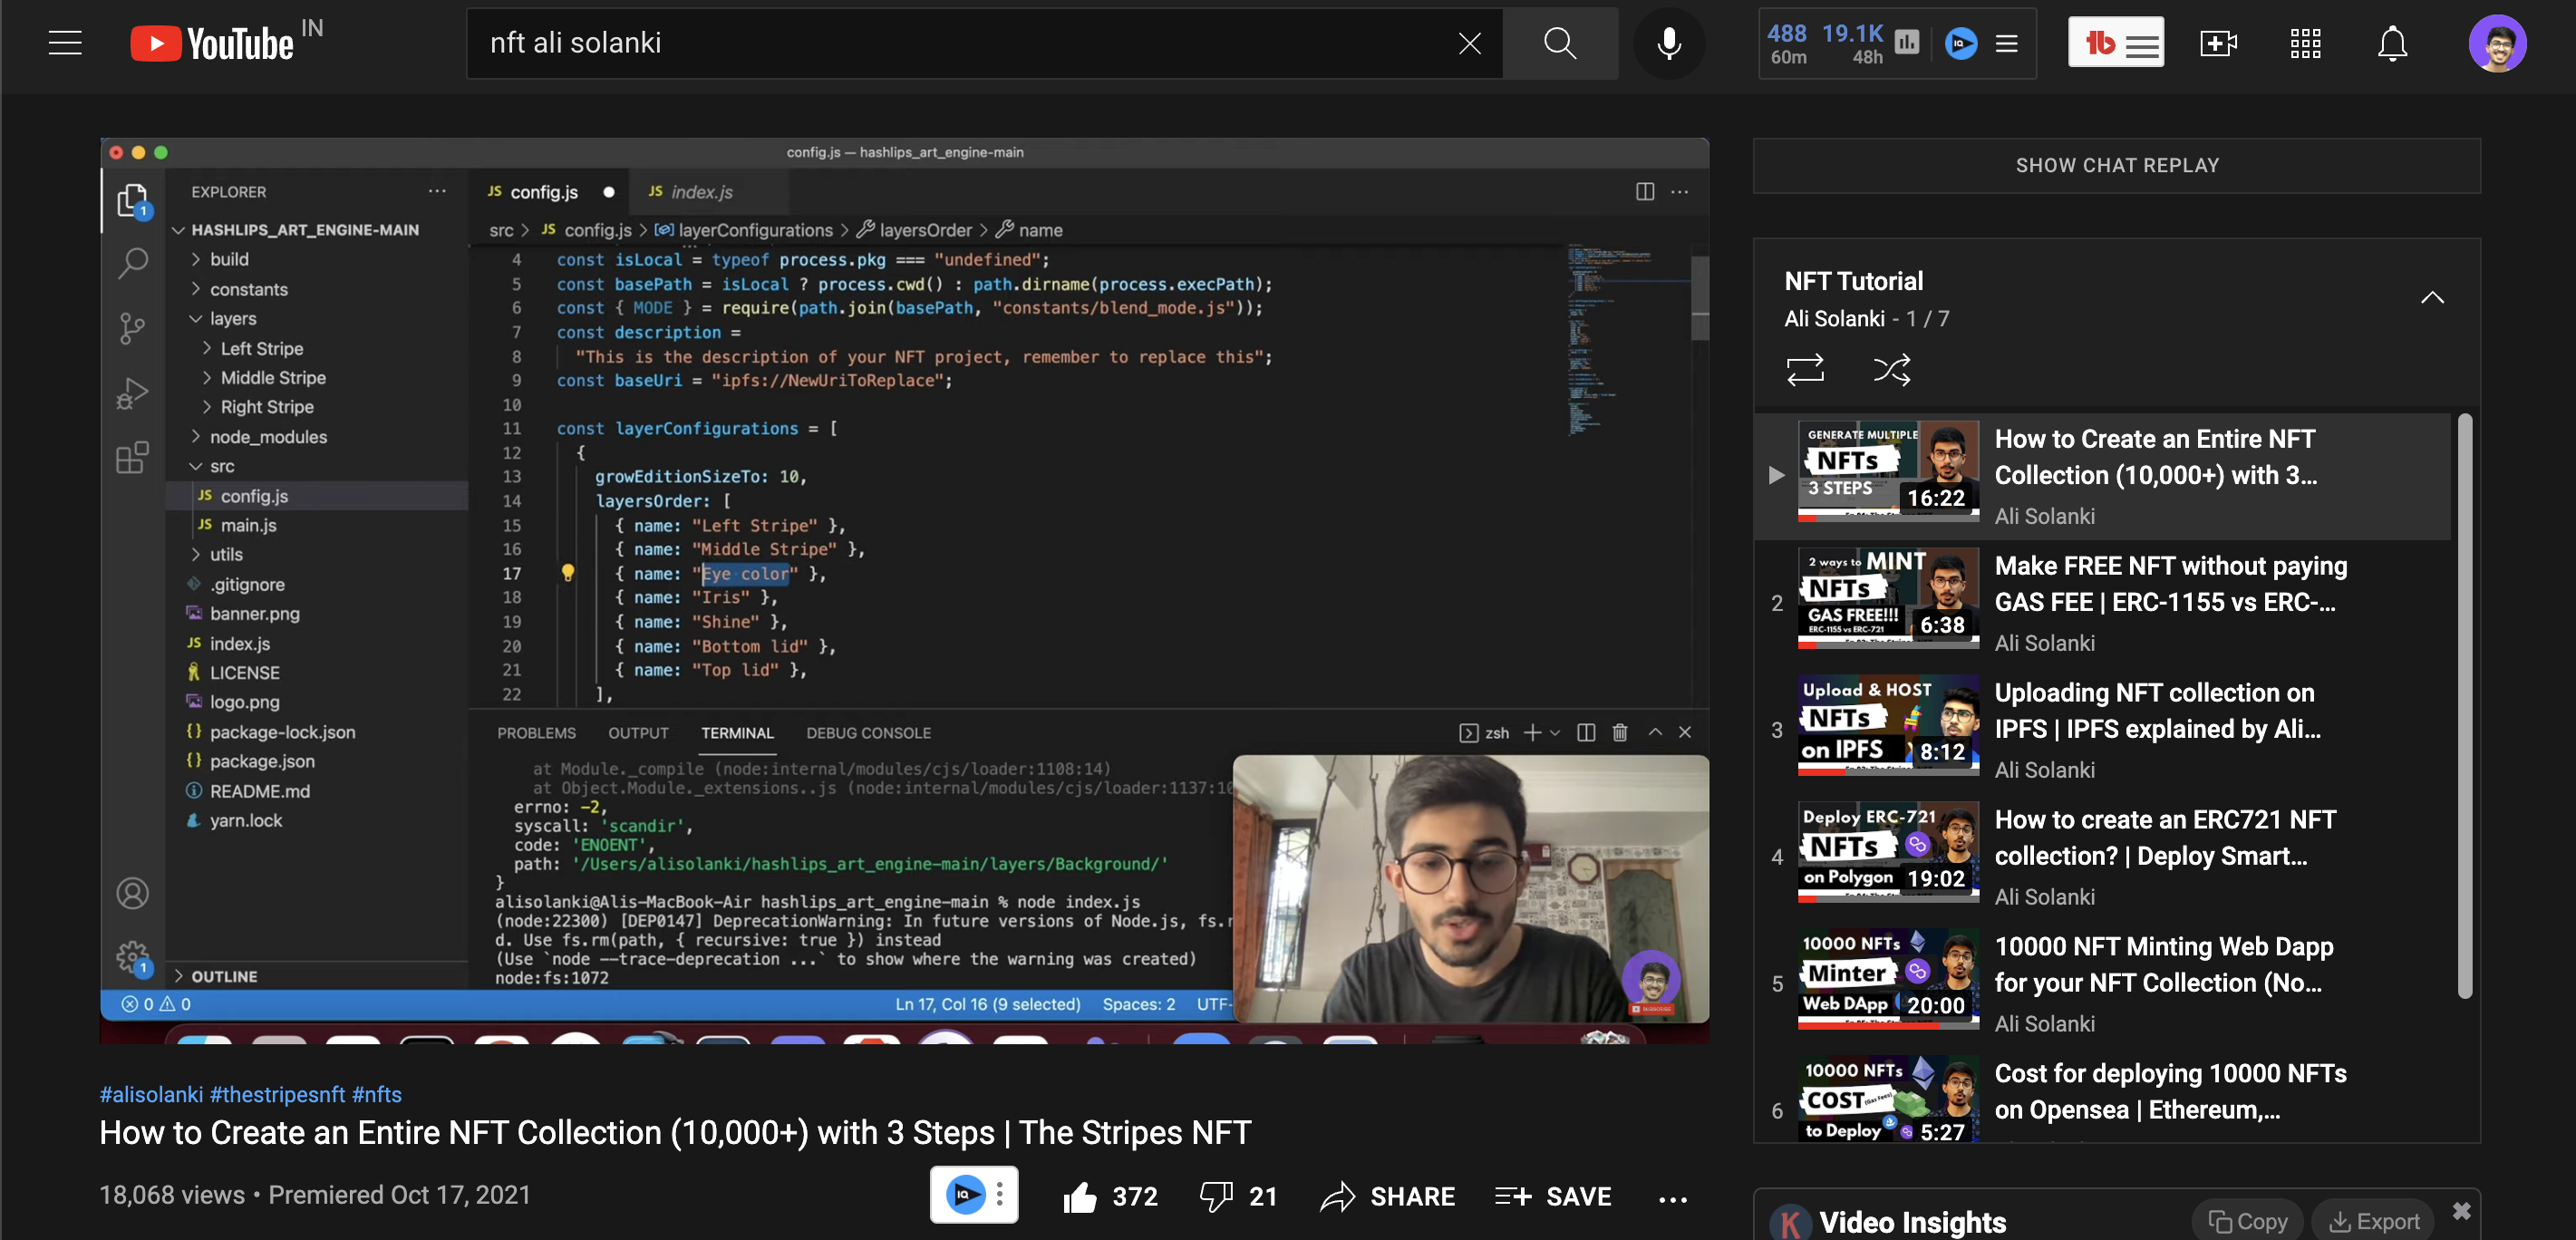 YouTube IN
nft ali solanki
488 19.1K
60m 48h
IQ
tb
config.js — hashlips_art_engine-main
EXPLORER
1
HASHLIPS_ART_ENGINE-MAIN
build
constants
layers
Left Stripe
Middle Stripe
Right Stripe
node_modules
src
JS config.js
JS main.js
utils
.gitignore
banner.png
JS index.js
LICENSE
logo.png
{} package-lock.json
{} package.json
README.md
yarn.lock
1
OUTLINE
JS config.js JS index.js
src > JS config.js > layerConfigurations > layersOrder > name
4 const isLocal = typeof process.pkg === "undefined";
5 const basePath = isLocal ? process.cwd() : path.dirname(process.execPath);
6 const { MODE } = require(path.join(basePath, "constants/blend_mode.js"));
7 const description =
8 "This is the description of your NFT project, remember to replace this";
9 const baseUri = "ipfs://NewUriToReplace";
10
11 const layerConfigurations = [
12 {
13 growEditionSizeTo: 10,
14 layersOrder: [
15 { name: "Left Stripe" },
16 { name: "Middle Stripe" },
17 { name: "Eye color" },
18 { name: "Iris" },
19 { name: "Shine" },
20 { name: "Bottom lid" },
21 { name: "Top lid" },
22 ],
PROBLEMS OUTPUT TERMINAL DEBUG CONSOLE zsh
at Module._compile (node:internal/modules/cjs/loader:1108:14)
at Object.Module._extensions..js (node:internal/modules/cjs/loader:1137:10
errno: -2,
syscall: 'scandir',
code: 'ENOENT',
path: '/Users/alisolanki/hashlips_art_engine-main/layers/Background/'
}
alisolanki@Alis-MacBook-Air hashlips_art_engine-main % node index.js
(node:22300) [DEP0147] DeprecationWarning: In future versions of Node.js, fs.r
d. Use fs.rm(path, { recursive: true }) instead
(Use `node --trace-deprecation ...` to show where the warning was created)
node:fs:1072
0 0 Ln 17, Col 16 (9 selected) Spaces: 2 UTF-
SUBSCRIBE
#alisolanki #thestripesnft #nfts
How to Create an Entire NFT Collection (10,000+) with 3 Steps | The Stripes NFT
18,068 views • Premiered Oct 17, 2021
IQ 372 21 SHARE SAVE
SHOW CHAT REPLAY
NFT Tutorial
Ali Solanki - 1 / 7
GENERATE MULTIPLE
NFTs
3 STEPS
16:22
How to Create an Entire NFT
Collection (10,000+) with 3...
Ali Solanki
2
2 ways to MINT
NFTs
GAS FREE!!!
ERC-1155 vs ERC-721
6:38
Make FREE NFT without paying
GAS FEE | ERC-1155 vs ERC-...
Ali Solanki
3
Upload & HOST
NFTs
on IPFS
8:12
Uploading NFT collection on
IPFS | IPFS explained by Ali...
Ali Solanki
4
Deploy ERC-721
NFTs
on Polygon
19:02
How to create an ERC721 NFT
collection? | Deploy Smart...
Ali Solanki
5
10000 NFTs
Minter
Web DApp
20:00
10000 NFT Minting Web Dapp
for your NFT Collection (No...
Ali Solanki
6
10000 NFTs
COST (Gas Fees)
to Deploy
5:27
Cost for deploying 10000 NFTs
on Opensea | Ethereum,...
K Video Insights Copy Export